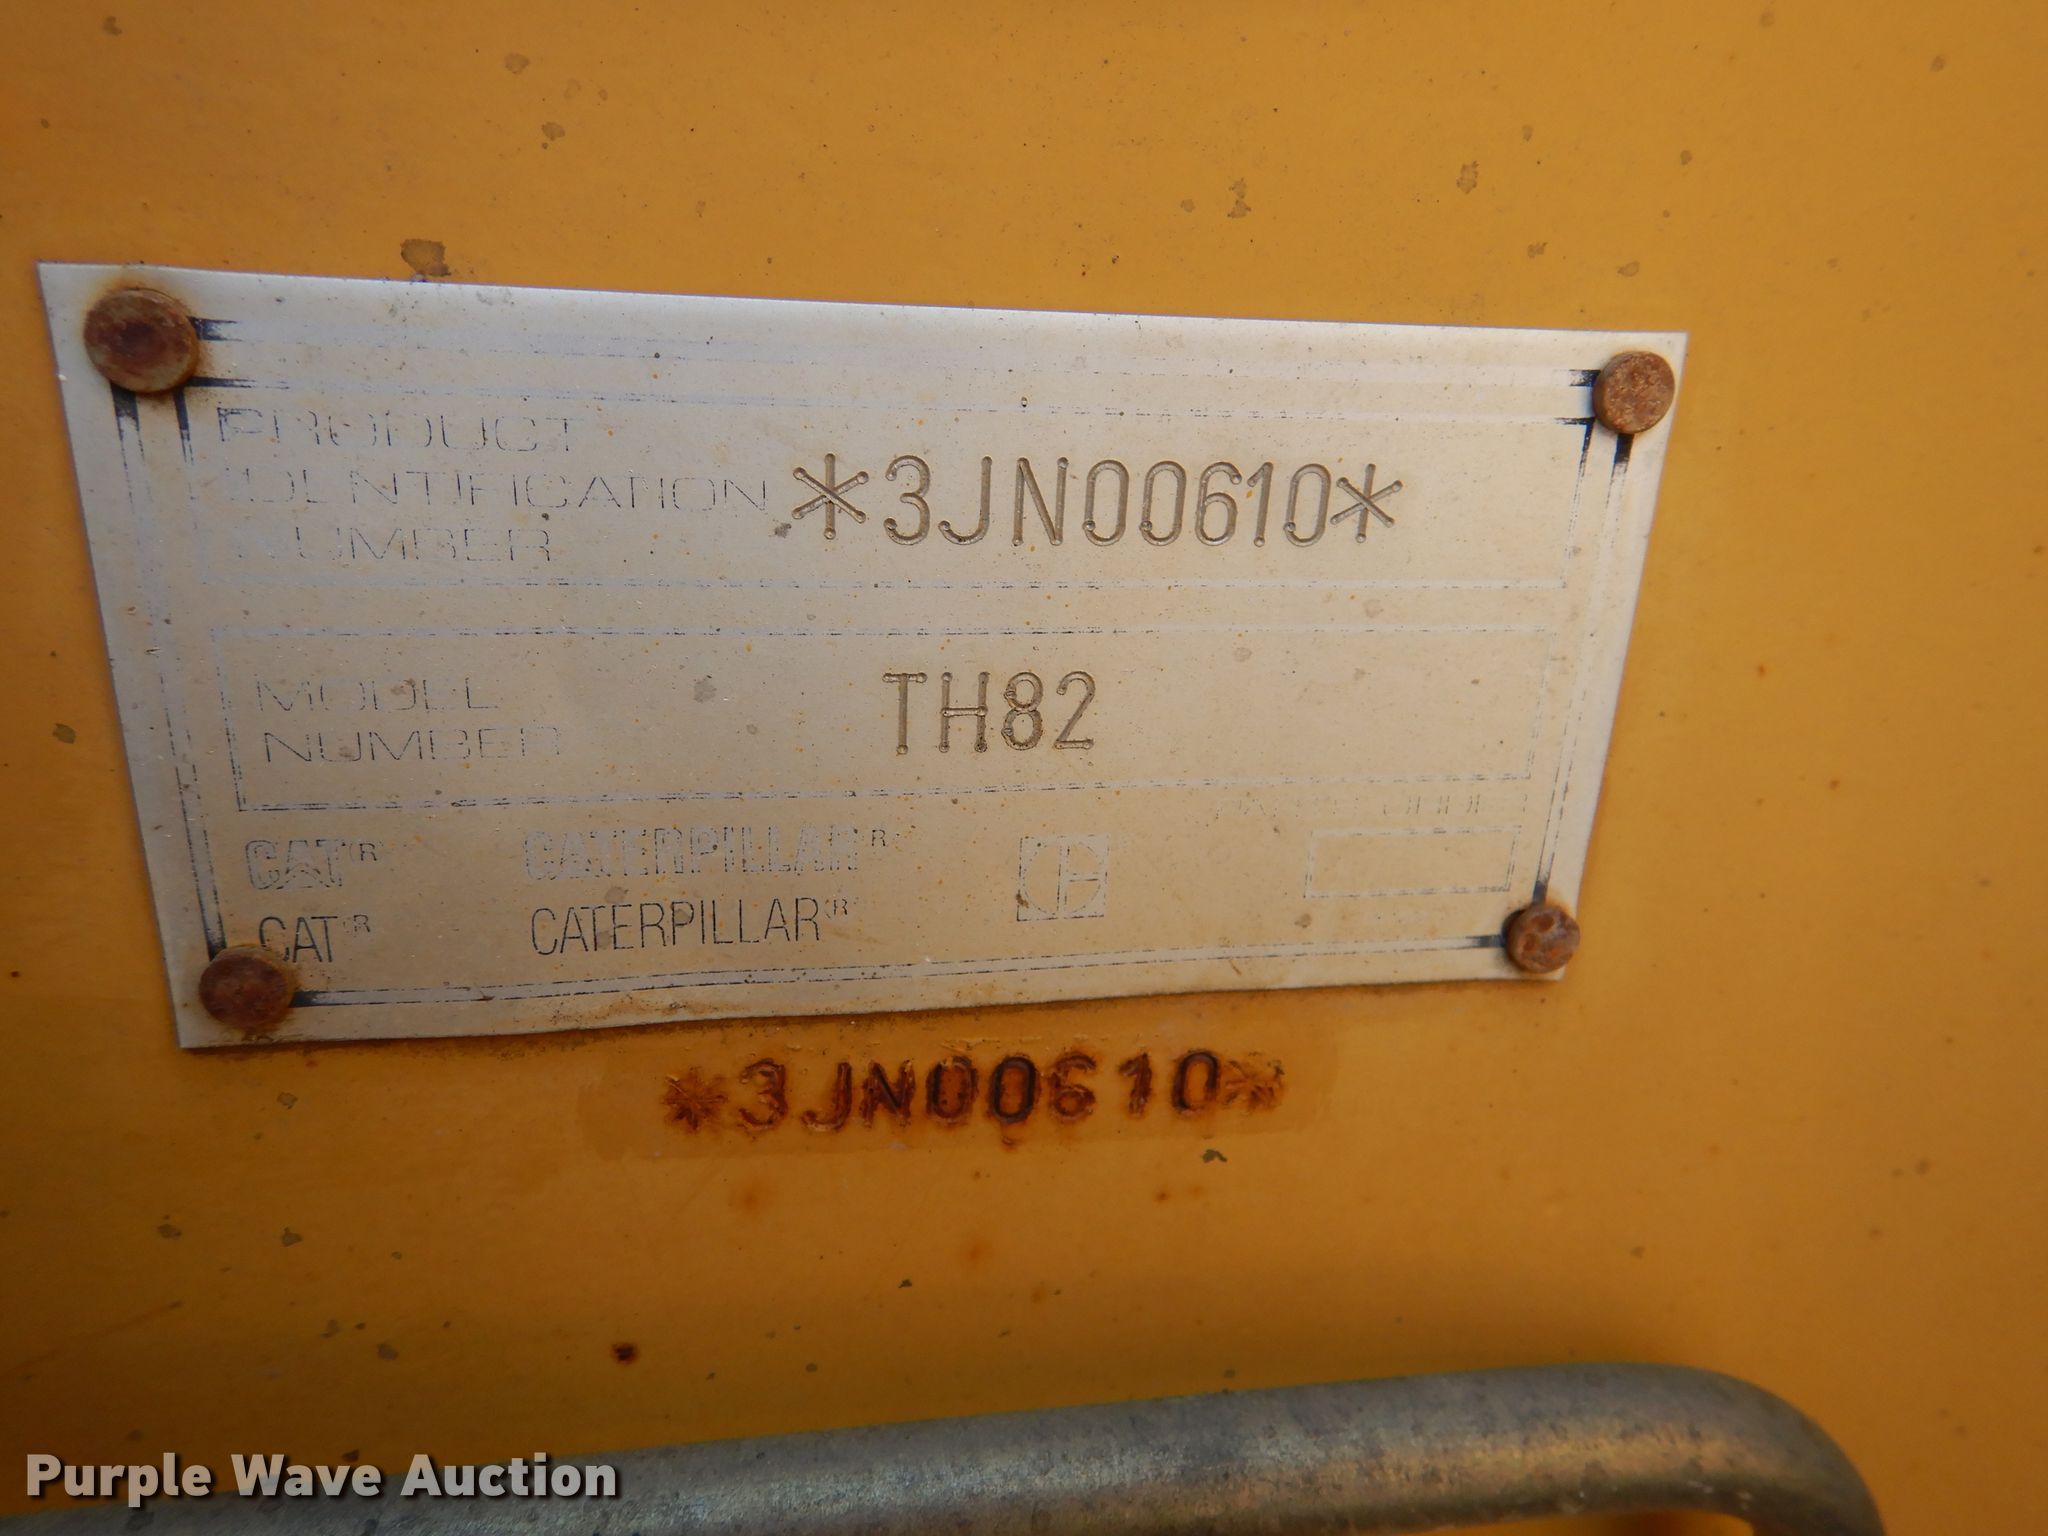 PRODUCT
IDENTIFICATION
NUMBER
*3JN00610*
MODEL
NUMBER
TH82
CAT(R) CATERPILLAR(R)
CAT(R) CATERPILLAR(R)
*3JN00610*
Purple Wave Auction